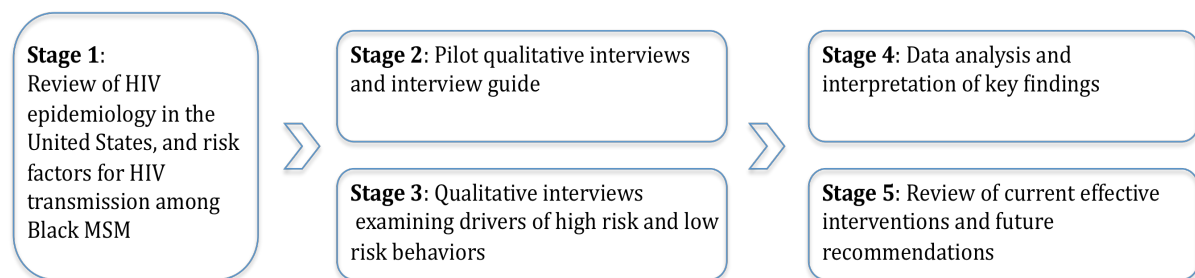 Stage 1:
Review of HIV
epidemiology in the
United States, and risk
factors for HIV
transmission among
Black MSM
Stage 2: Pilot qualitative interviews
and interview guide
Stage 3: Qualitative interviews
examining drivers of high risk and low
risk behaviors
Stage 4: Data analysis and
interpretation of key findings
Stage 5: Review of current effective
interventions and future
recommendations